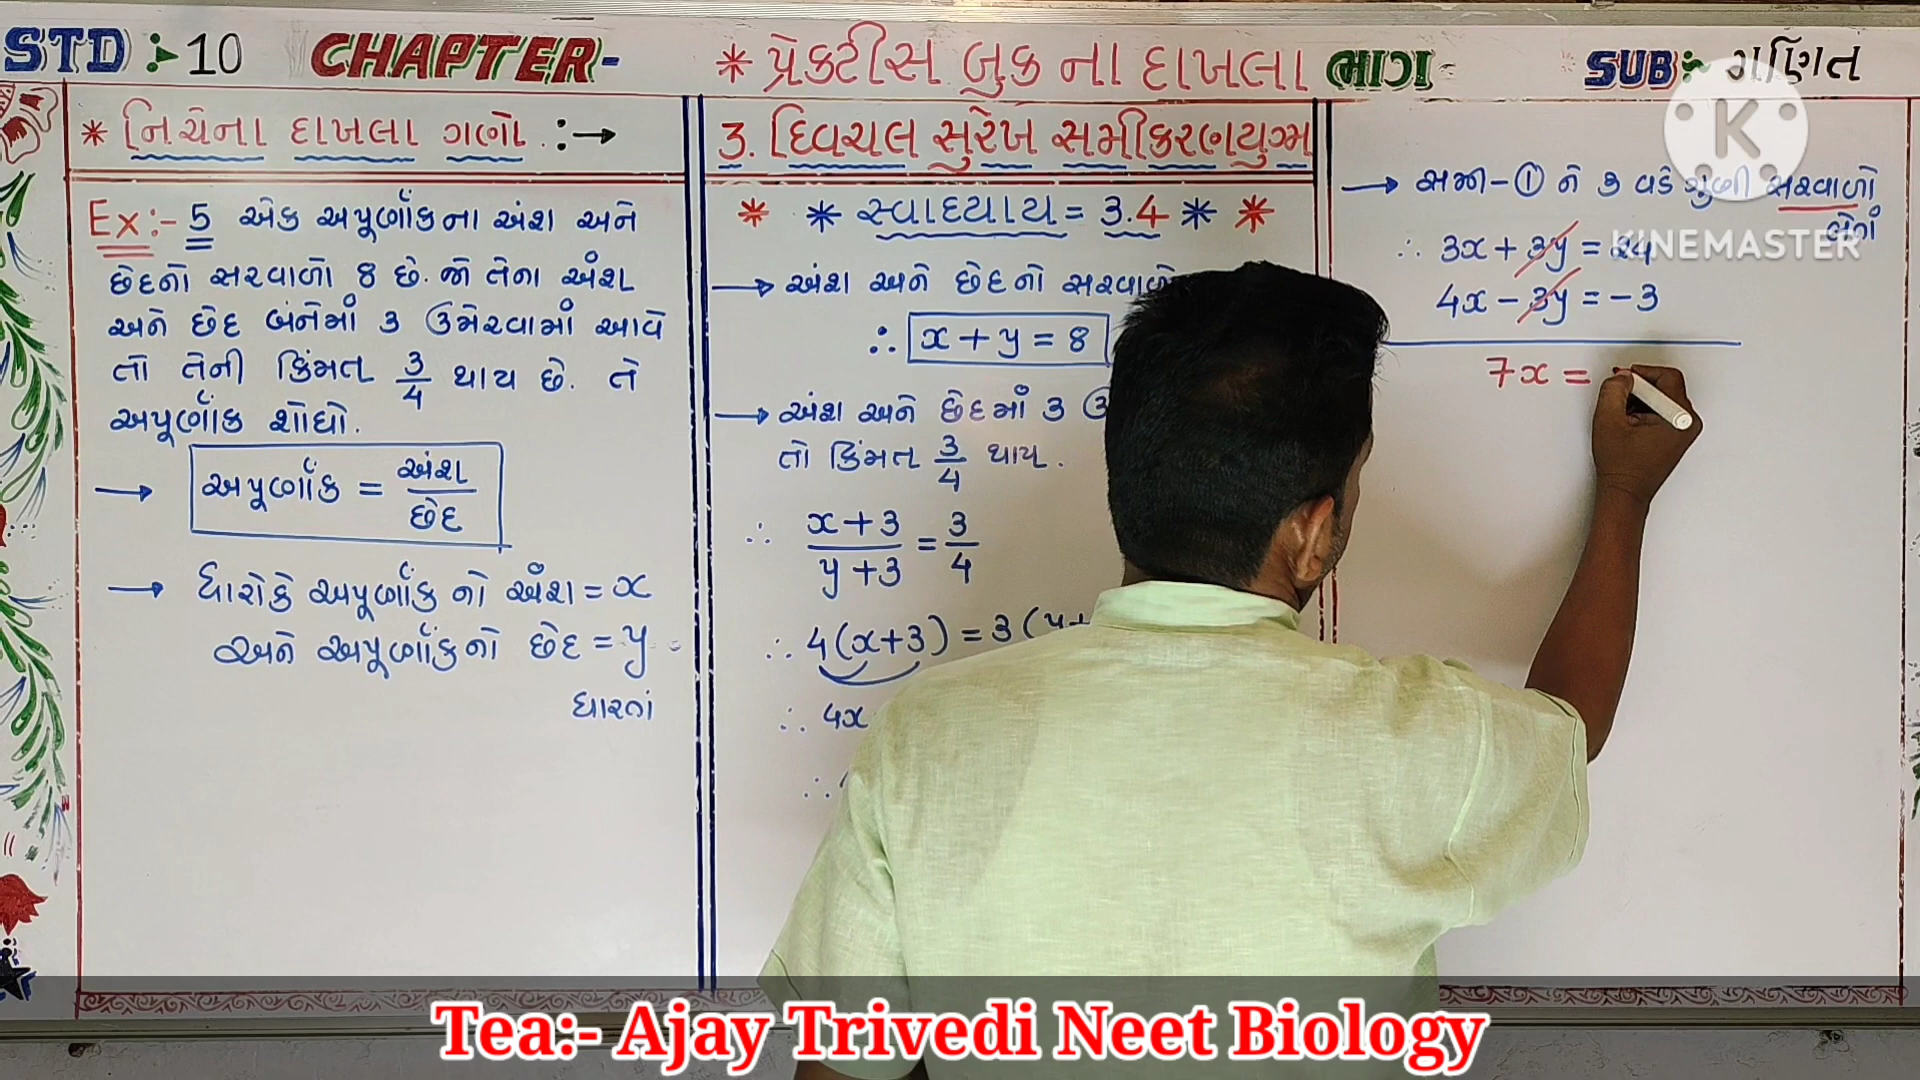 STD :- 10 CHAPTER- * પ્રેકટીસ બુક ના દાખલા ભાગ- SUB:- ગણિત
* નિચેના દાખલા ગણો. :→
Ex:- 5 એક અપૂર્ણાંકના અંશ અને
છેદનો સરવાળો 8 છે. જો તેના અંશ
અને છેદ બંનેમાં 3 ઉમેરવામાં આવે
તો તેની કિંમત 3/4 થાય છે. તે
અપૂર્ણાંક શોધો.
→ અપૂર્ણાંક = અંશ/છેદ
→ ધારોકે અપૂર્ણાંક નો અંશ = x
અને અપૂર્ણાંકનો છેદ = y
ધારતાં
3. દ્વિચલ સુરેખ સમીકરણયુગ્મ
* * સ્વાધ્યાય = 3.4 * *
→ અંશ અને છેદનો સરવાળો
∴ x + y = 8
→ અંશ અને છેદમાં 3
તો કિંમત 3/4 થાય.
∴ x+3/y+3 = 3/4
∴ 4(x+3) = 3(y+
∴ 4x
∴
→ સમી-① ને 3 વડે ગુણી સરવાળો
લેતાં
∴ 3x + 3y = 24
4x - 3y = -3
7x =
K
KINEMASTER
Tea:- Ajay Trivedi Neet Biology